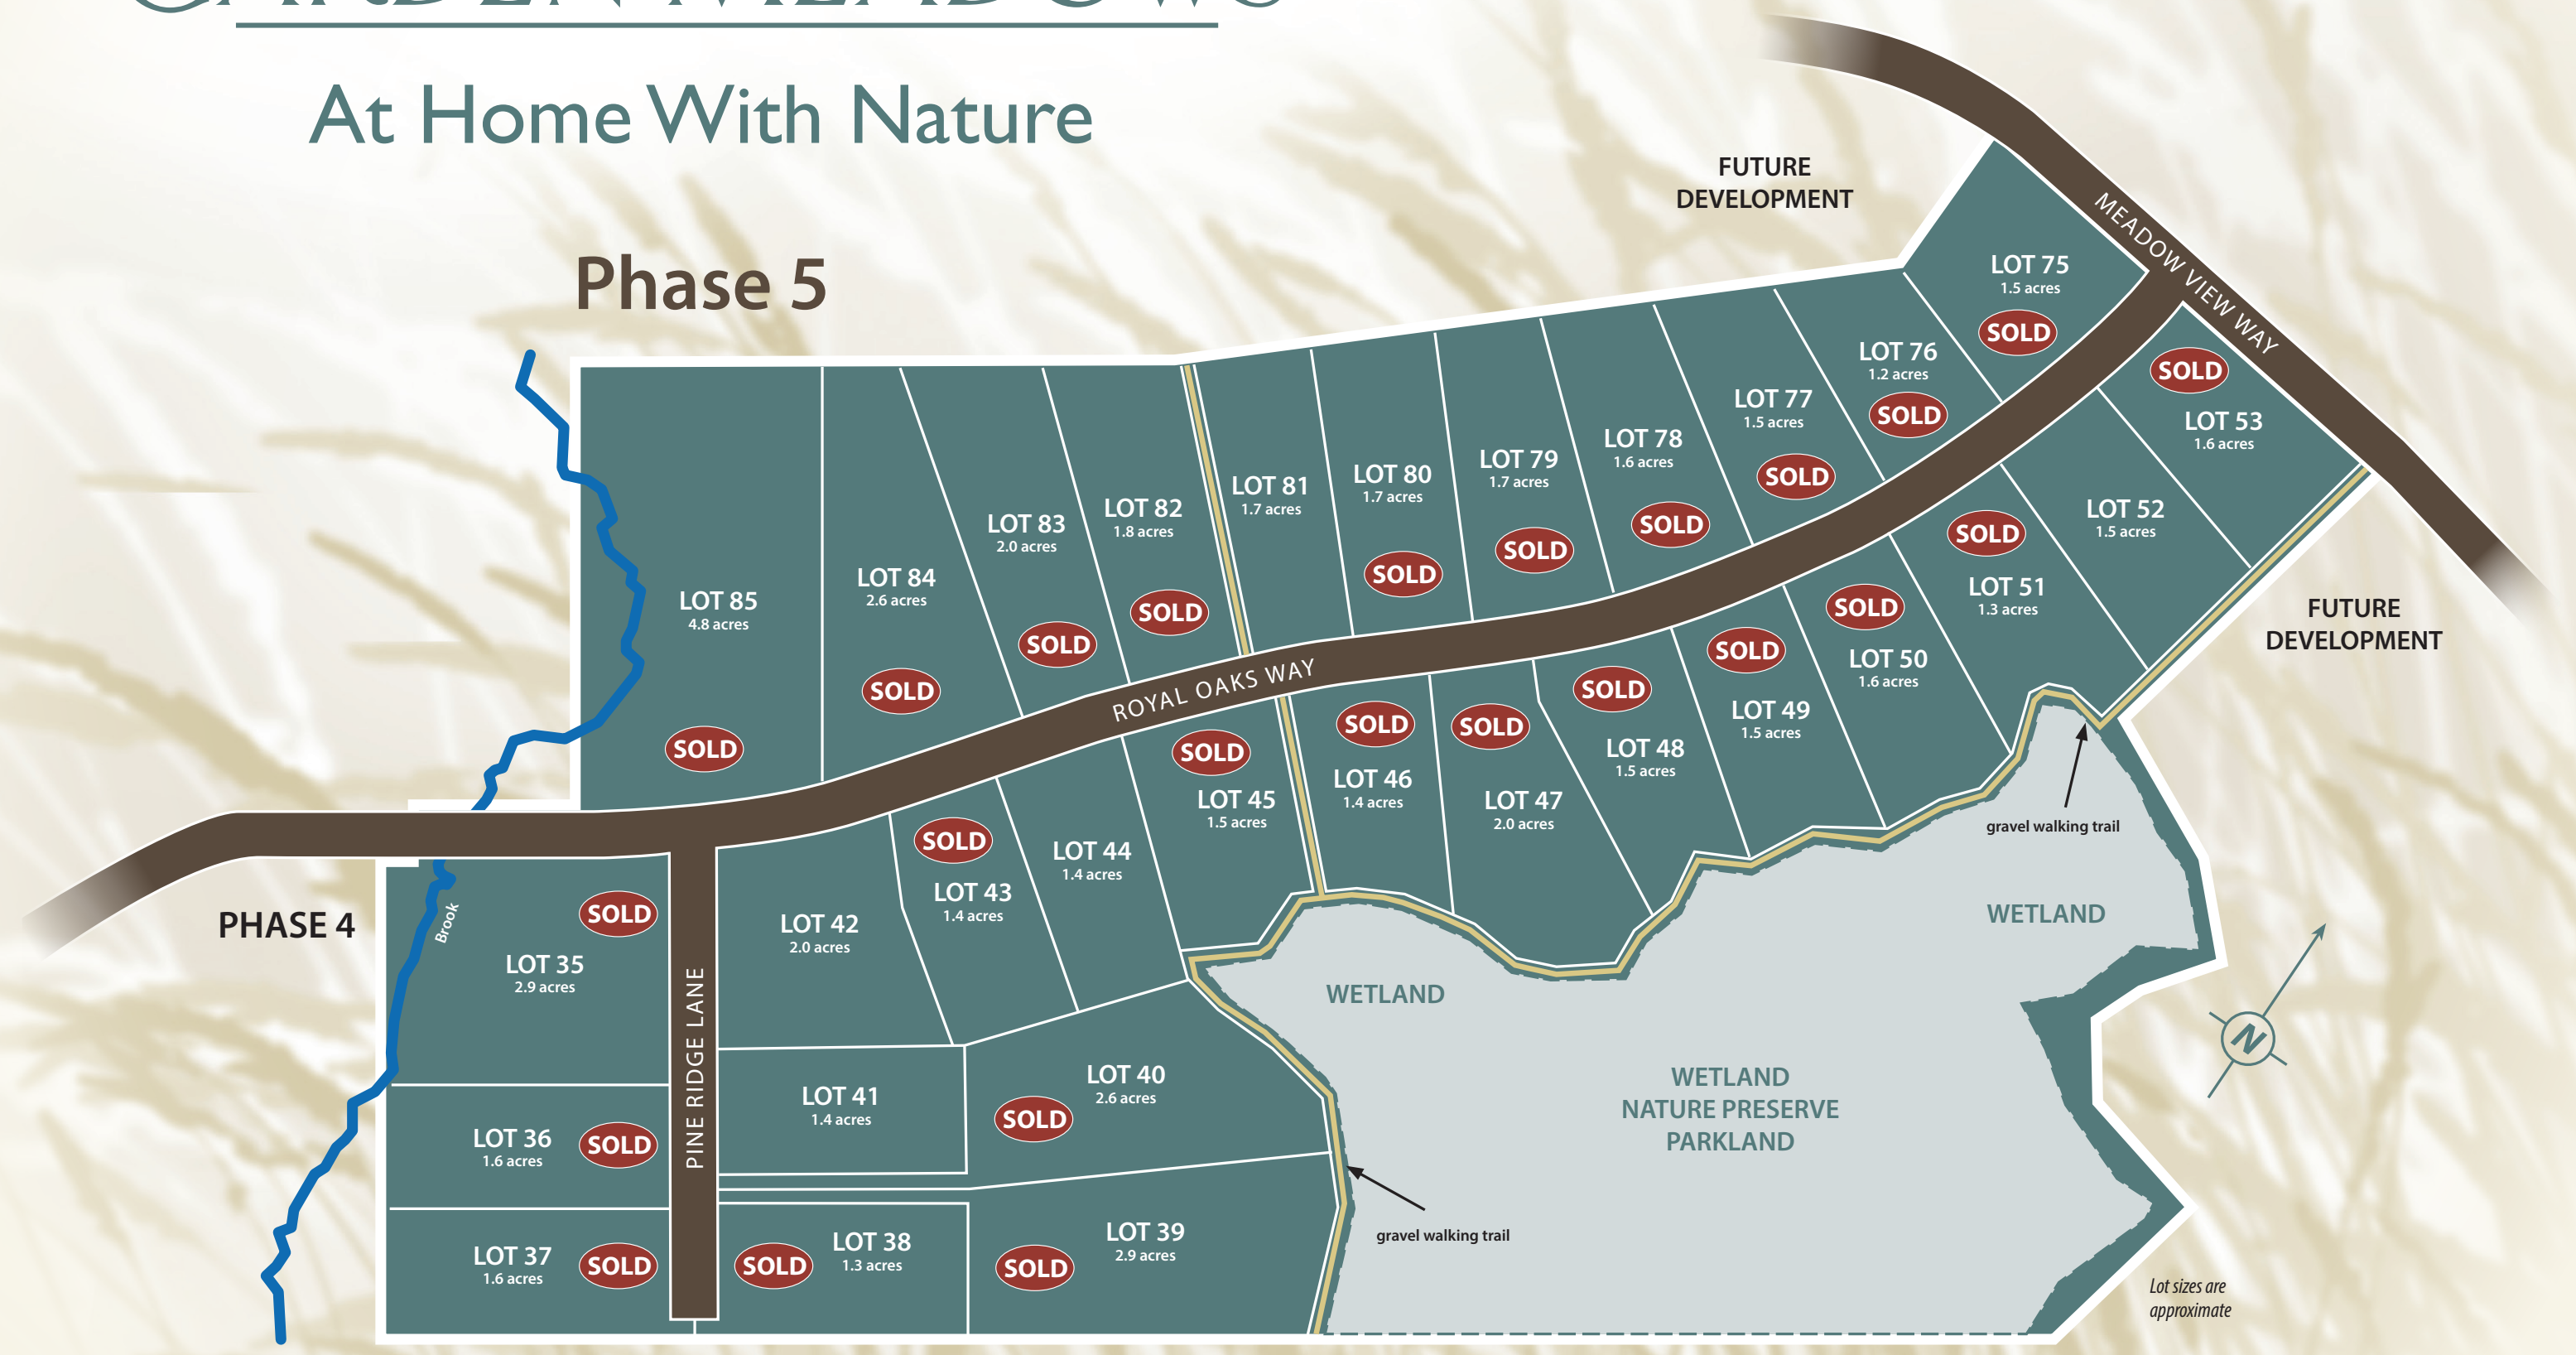 At Home With Nature
Phase 5
FUTURE
DEVELOPMENT
MEADOW VIEW WAY
LOT 75
1.5 acres
SOLD
LOT 76
1.2 acres
SOLD
LOT 77
1.5 acres
SOLD
LOT 78
1.6 acres
SOLD
LOT 79
1.7 acres
SOLD
LOT 80
1.7 acres
SOLD
LOT 81
1.7 acres
LOT 82
1.8 acres
SOLD
LOT 83
2.0 acres
SOLD
LOT 84
2.6 acres
SOLD
LOT 85
4.8 acres
SOLD
ROYAL OAKS WAY
SOLD
LOT 53
1.6 acres
LOT 52
1.5 acres
SOLD
LOT 51
1.3 acres
SOLD
LOT 50
1.6 acres
SOLD
LOT 49
1.5 acres
SOLD
LOT 48
1.5 acres
SOLD
LOT 47
2.0 acres
SOLD
LOT 46
1.4 acres
SOLD
LOT 45
1.5 acres
LOT 44
1.4 acres
SOLD
LOT 43
1.4 acres
LOT 42
2.0 acres
FUTURE
DEVELOPMENT
gravel walking trail
PHASE 4
Brook
SOLD
LOT 35
2.9 acres
PINE RIDGE LANE
LOT 41
1.4 acres
LOT 40
2.6 acres
SOLD
LOT 36
1.6 acres
SOLD
LOT 37
1.6 acres
SOLD
SOLD
LOT 38
1.3 acres
LOT 39
2.9 acres
SOLD
WETLAND
WETLAND
WETLAND
NATURE PRESERVE
PARKLAND
gravel walking trail
N
Lot sizes are
approximate